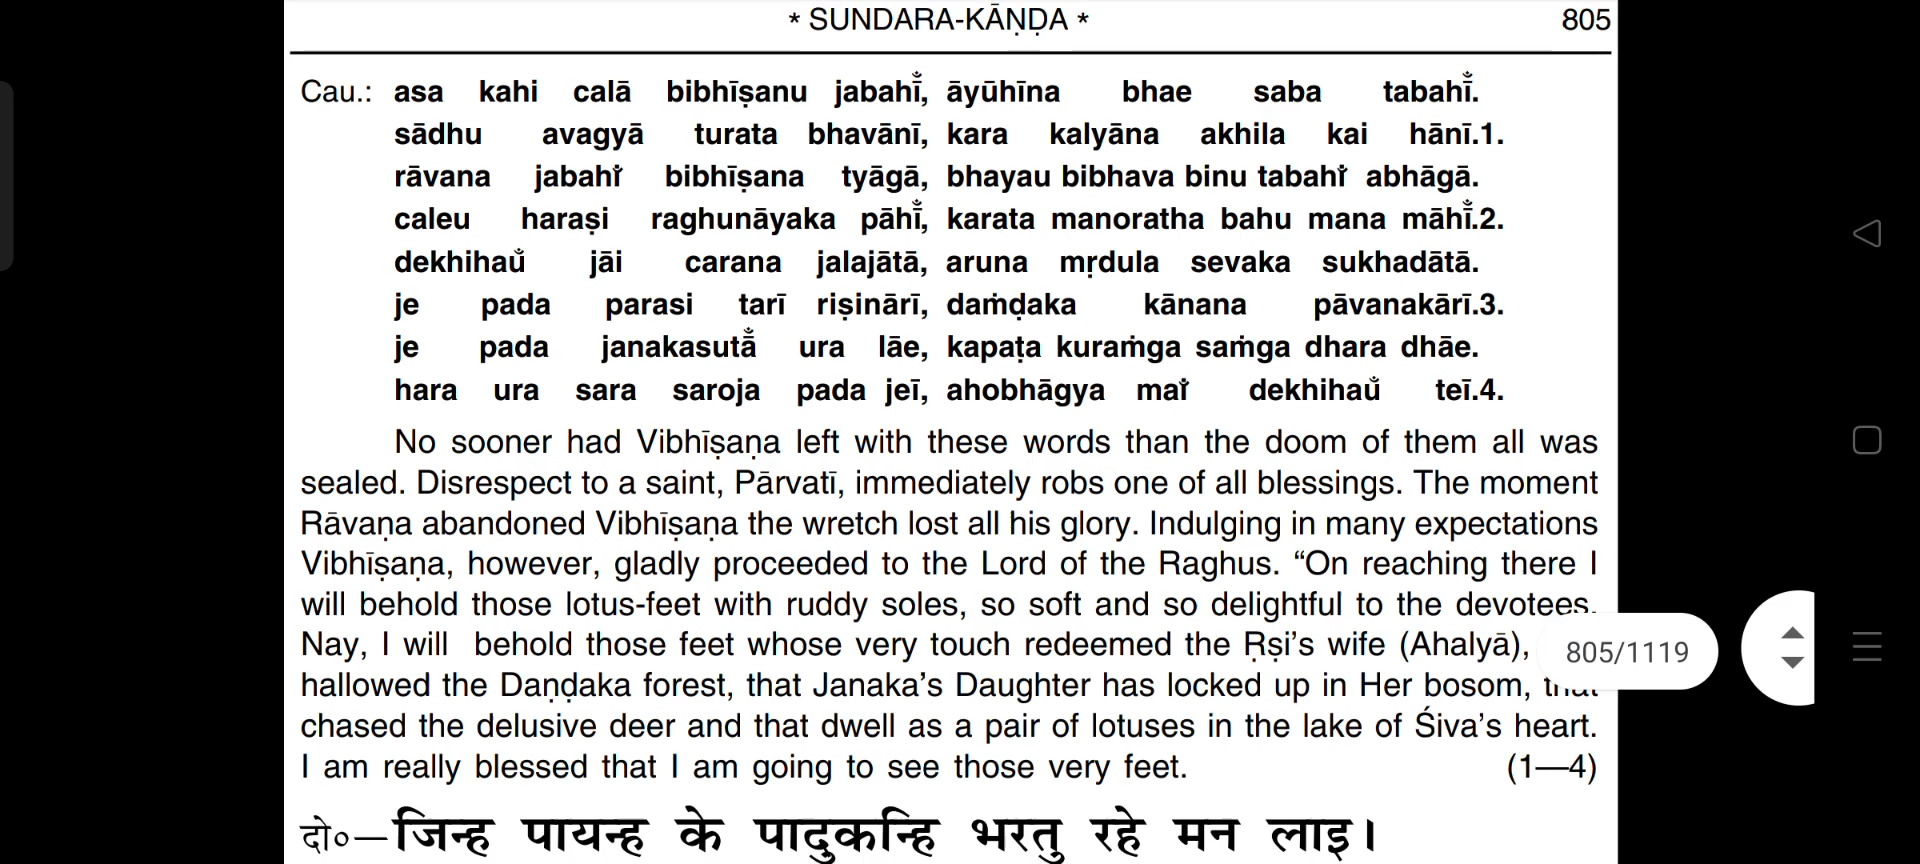 * SUNDARA-KĀṆḌA * 805
Cau.: asa kahi calā bibhīṣanu jabahī̐, āyūhīna bhae saba tabahī̐.
sādhu avagyā turata bhavānī, kara kalyāna akhila kai hānī.1.
rāvana jabahi̐ bibhīṣana tyāgā, bhayau bibhava binu tabahi̐ abhāgā.
caleu haraṣi raghunāyaka pāhī̐, karata manoratha bahu mana māhī̐.2.
dekhihau̐ jāi carana jalajātā, aruna mṛdula sevaka sukhadātā.
je pada parasi tarī riṣinārī, daṁḍaka kānana pāvanakārī.3.
je pada janakasutā̐ ura lāe, kapaṭa kuraṁga saṁga dhara dhāe.
hara ura sara saroja pada jeī, ahobhāgya mai̐ dekhihau̐ teī.4.
No sooner had Vibhīṣaṇa left with these words than the doom of them all was
sealed. Disrespect to a saint, Pārvatī, immediately robs one of all blessings. The moment
Rāvaṇa abandoned Vibhīṣaṇa the wretch lost all his glory. Indulging in many expectations
Vibhīṣaṇa, however, gladly proceeded to the Lord of the Raghus. “On reaching there I
will behold those lotus-feet with ruddy soles, so soft and so delightful to the devotees.
Nay, I will behold those feet whose very touch redeemed the Ṛṣi’s wife (Ahalyā),
805/1119
hallowed the Daṇḍaka forest, that Janaka’s Daughter has locked up in Her bosom, that
chased the delusive deer and that dwell as a pair of lotuses in the lake of Śiva’s heart.
I am really blessed that I am going to see those very feet. (1—4)
दो०—जिन्ह पायन्ह के पादुकन्हि भरतु रहे मन लाइ।